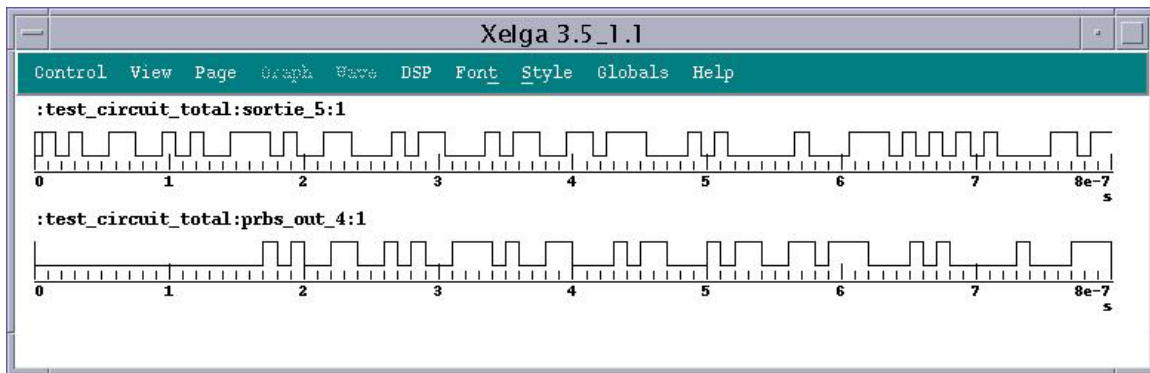 Xelga 3.5_1.1
Control View Page Graph Wave DSP Font Style Globals Help
:test_circuit_total:sortie_5:1
0 1 2 3 4 5 6 7 8e-7
s
:test_circuit_total:prbs_out_4:1
0 1 2 3 4 5 6 7 8e-7
s